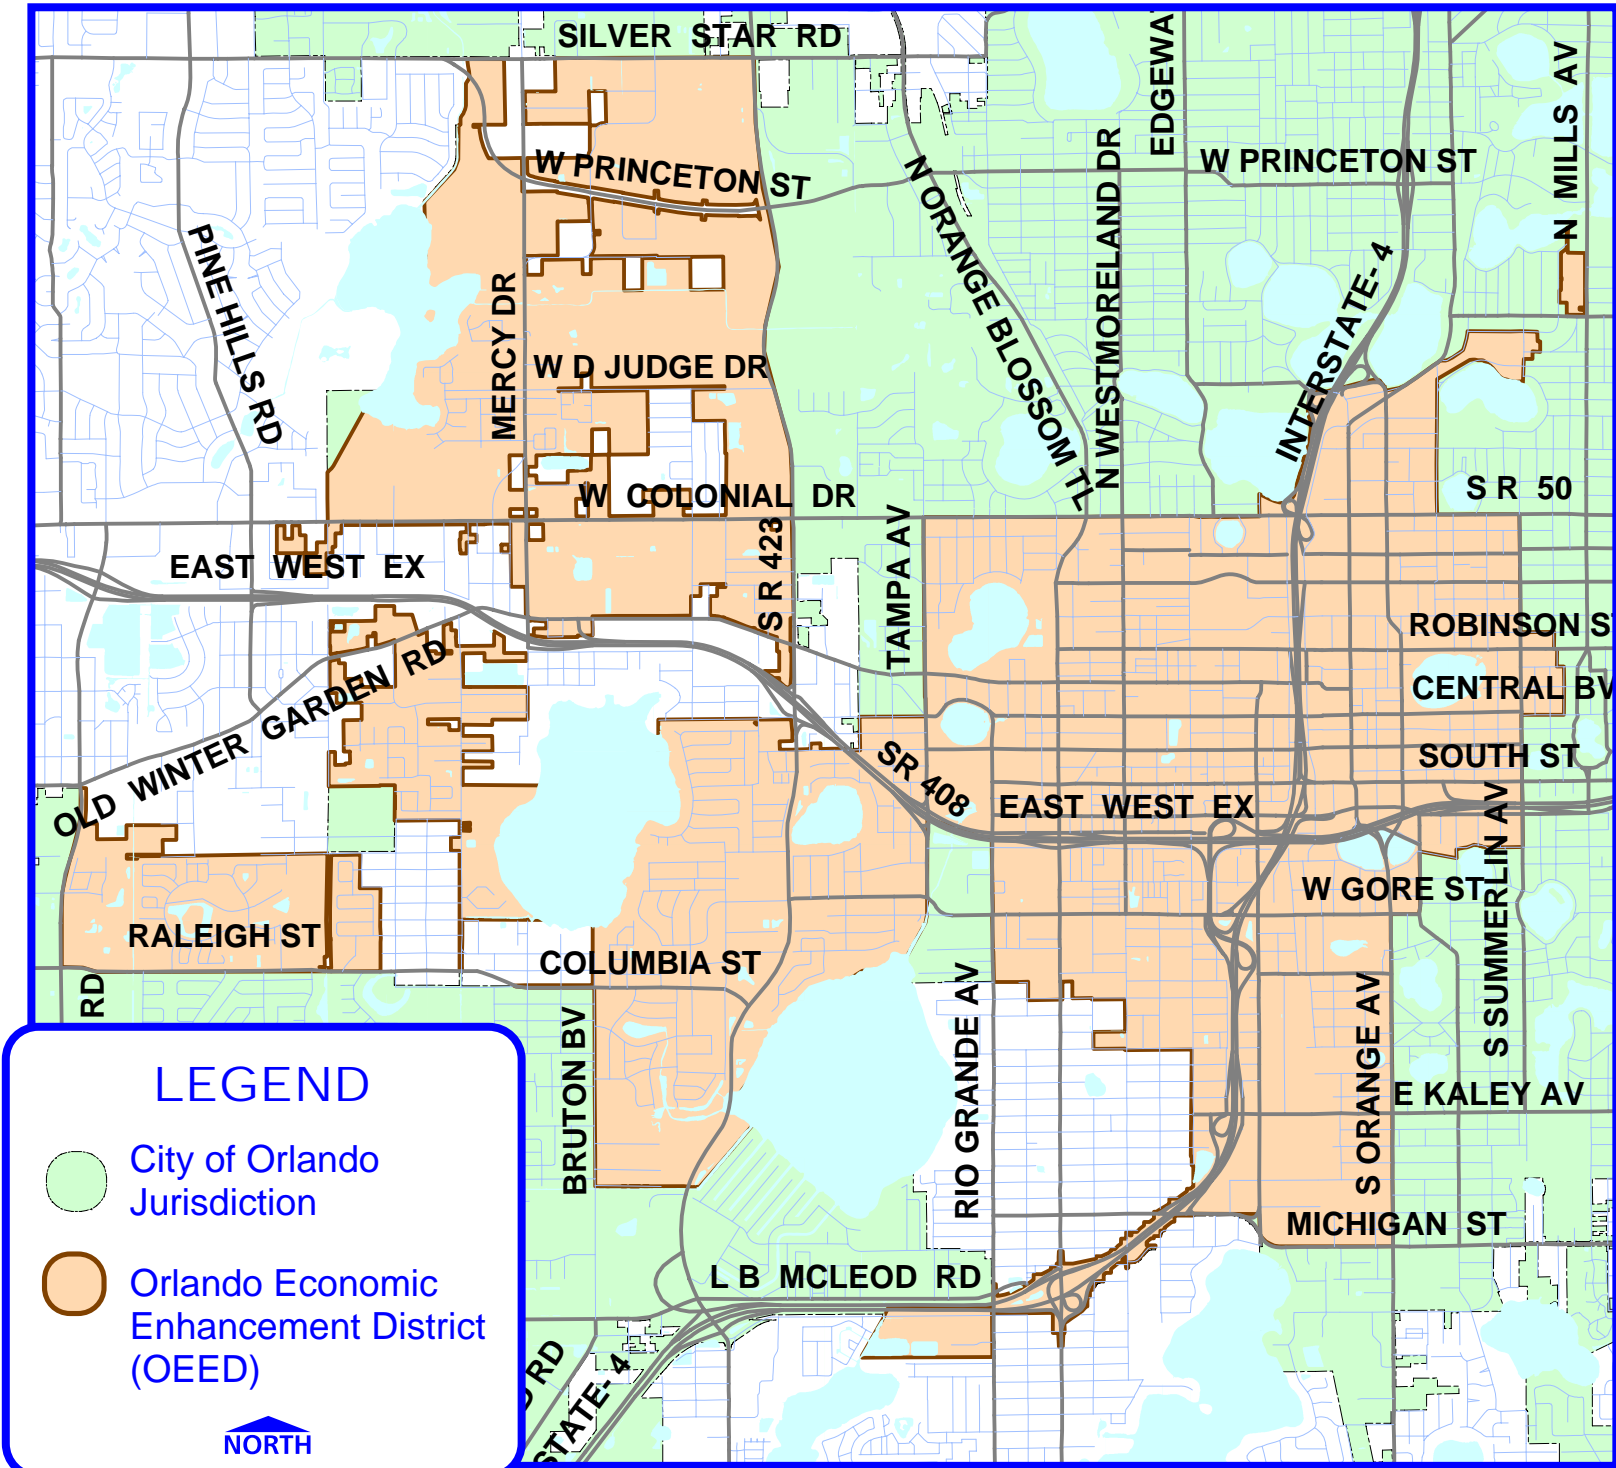 SILVER STAR RD
EDGEWA
N MILLS AV
W PRINCETON ST
W PRINCETON ST
N ORANGE BLOSSOM TL
N WESTMORELAND DR
PINE HILLS RD
MERCY DR
INTERSTATE- 4
W D JUDGE DR
W COLONIAL DR
S R 50
S R 423
TAMPA AV
EAST WEST EX
ROBINSON S
OLD WINTER GARDEN RD
CENTRAL BV
SR 408
SOUTH ST
EAST WEST EX
S SUMMERLIN AV
W GORE ST
RALEIGH ST
COLUMBIA ST
RD
BRUTON BV
RIO GRANDE AV
S ORANGE AV
E KALEY AV
MICHIGAN ST
L B MCLEOD RD
RD
STATE- 4
LEGEND
City of Orlando
Jurisdiction
Orlando Economic
Enhancement District
(OEED)
NORTH